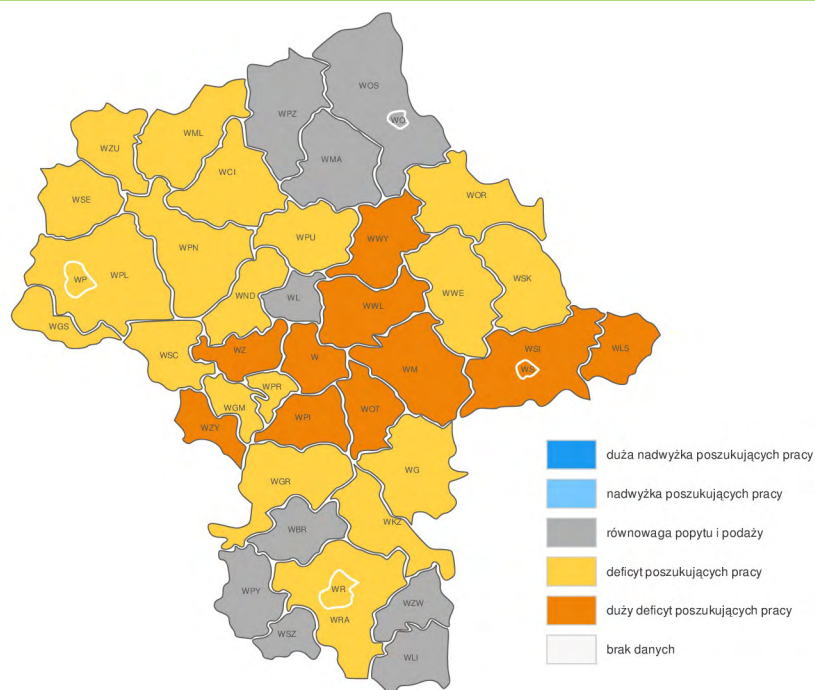 WOS
WPZ
WO
WML
WZU
WMA
WCI
WSE
WOR
WPU
WWY
WPN
WP
WPL
WSK
WWE
WND
WL
WWL
WGS
WSC
WZ
W
WSI
WŁS
WM
WS
WPR
WGM
WOT
WPI
WZY
WG
WGR
WKZ
WBR
WPY
WR
WZW
WRA
WSZ
WLI
duża nadwyżka poszukujących pracy
nadwyżka poszukujących pracy
równowaga popytu i podaży
deficyt poszukujących pracy
duży deficyt poszukujących pracy
brak danych